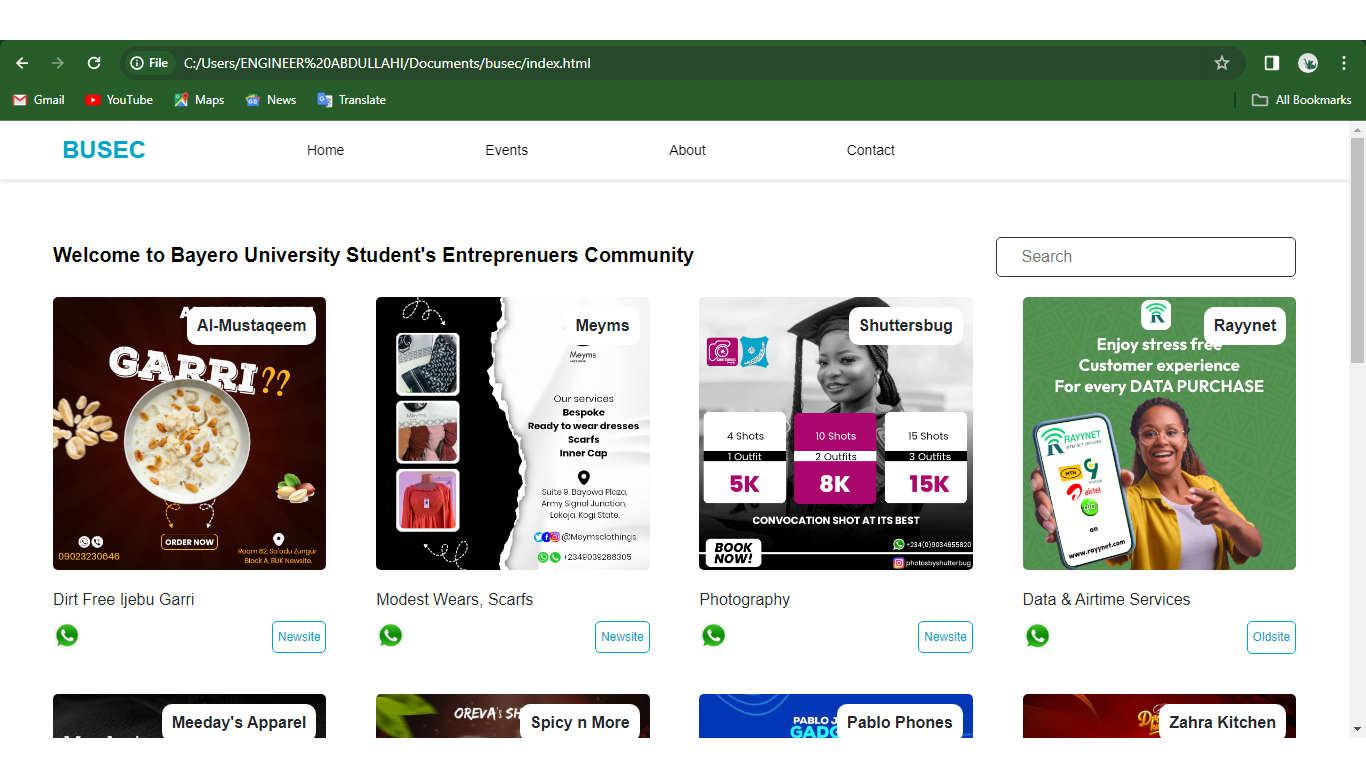 File C:/Users/ENGINEER%20ABDULLAHI/Documents/busec/index.html
Gmail YouTube Maps News Translate All Bookmarks
BUSEC Home Events About Contact
Welcome to Bayero University Student's Entreprenuers Community
Search
Al-Mustaqeem
GARRI??
ORDER NOW
09023230646
Room 62, Sa'adu Zungur
Block A, BUK Newsite.
Meyms
Meyms
Our services
Bespoke
Ready to wear dresses
Scarfs
Inner Cap
Suite 9, Bayowa Plaza,
Army Signal Junction,
Lokoja, Kogi State.
@Meymsclothings
+2349039288305
Shuttersbug
4 Shots 10 Shots 15 Shots
1 Outfit 2 Outfits 3 Outfits
5K 8K 15K
CONVOCATION SHOT AT ITS BEST
BOOK
NOW!
+234(0)9034655820
photosbyshutterbug
Rayynet
Enjoy stress free
Customer experience
For every DATA PURCHASE
RAYYNET
INTERNET SERVICES
MTN
airtel
glo
on
www.rayynet.com
Dirt Free Ijebu Garri
Modest Wears, Scarfs
Photography
Data & Airtime Services
Newsite
Newsite
Newsite
Oldsite
Meeday's Apparel
OREVA's SH
Spicy n More
PABLO J
GADG
Pablo Phones
Zahra Kitchen